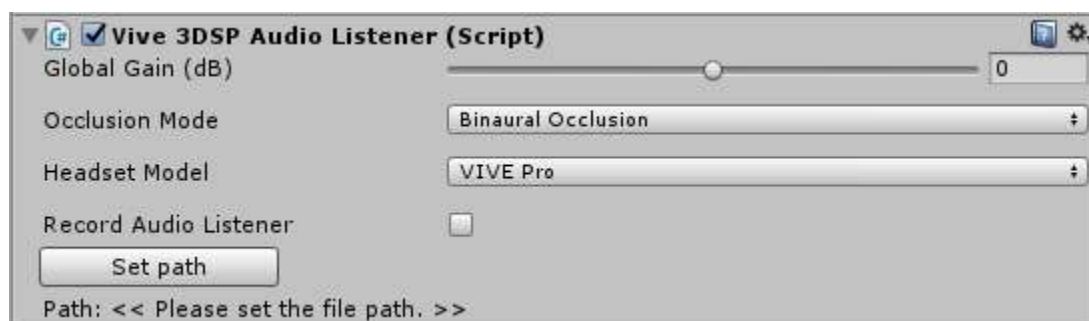 Vive 3DSP Audio Listener (Script)
Global Gain (dB) 0
Occlusion Mode Binaural Occlusion
Headset Model VIVE Pro
Record Audio Listener
Set path
Path: << Please set the file path. >>